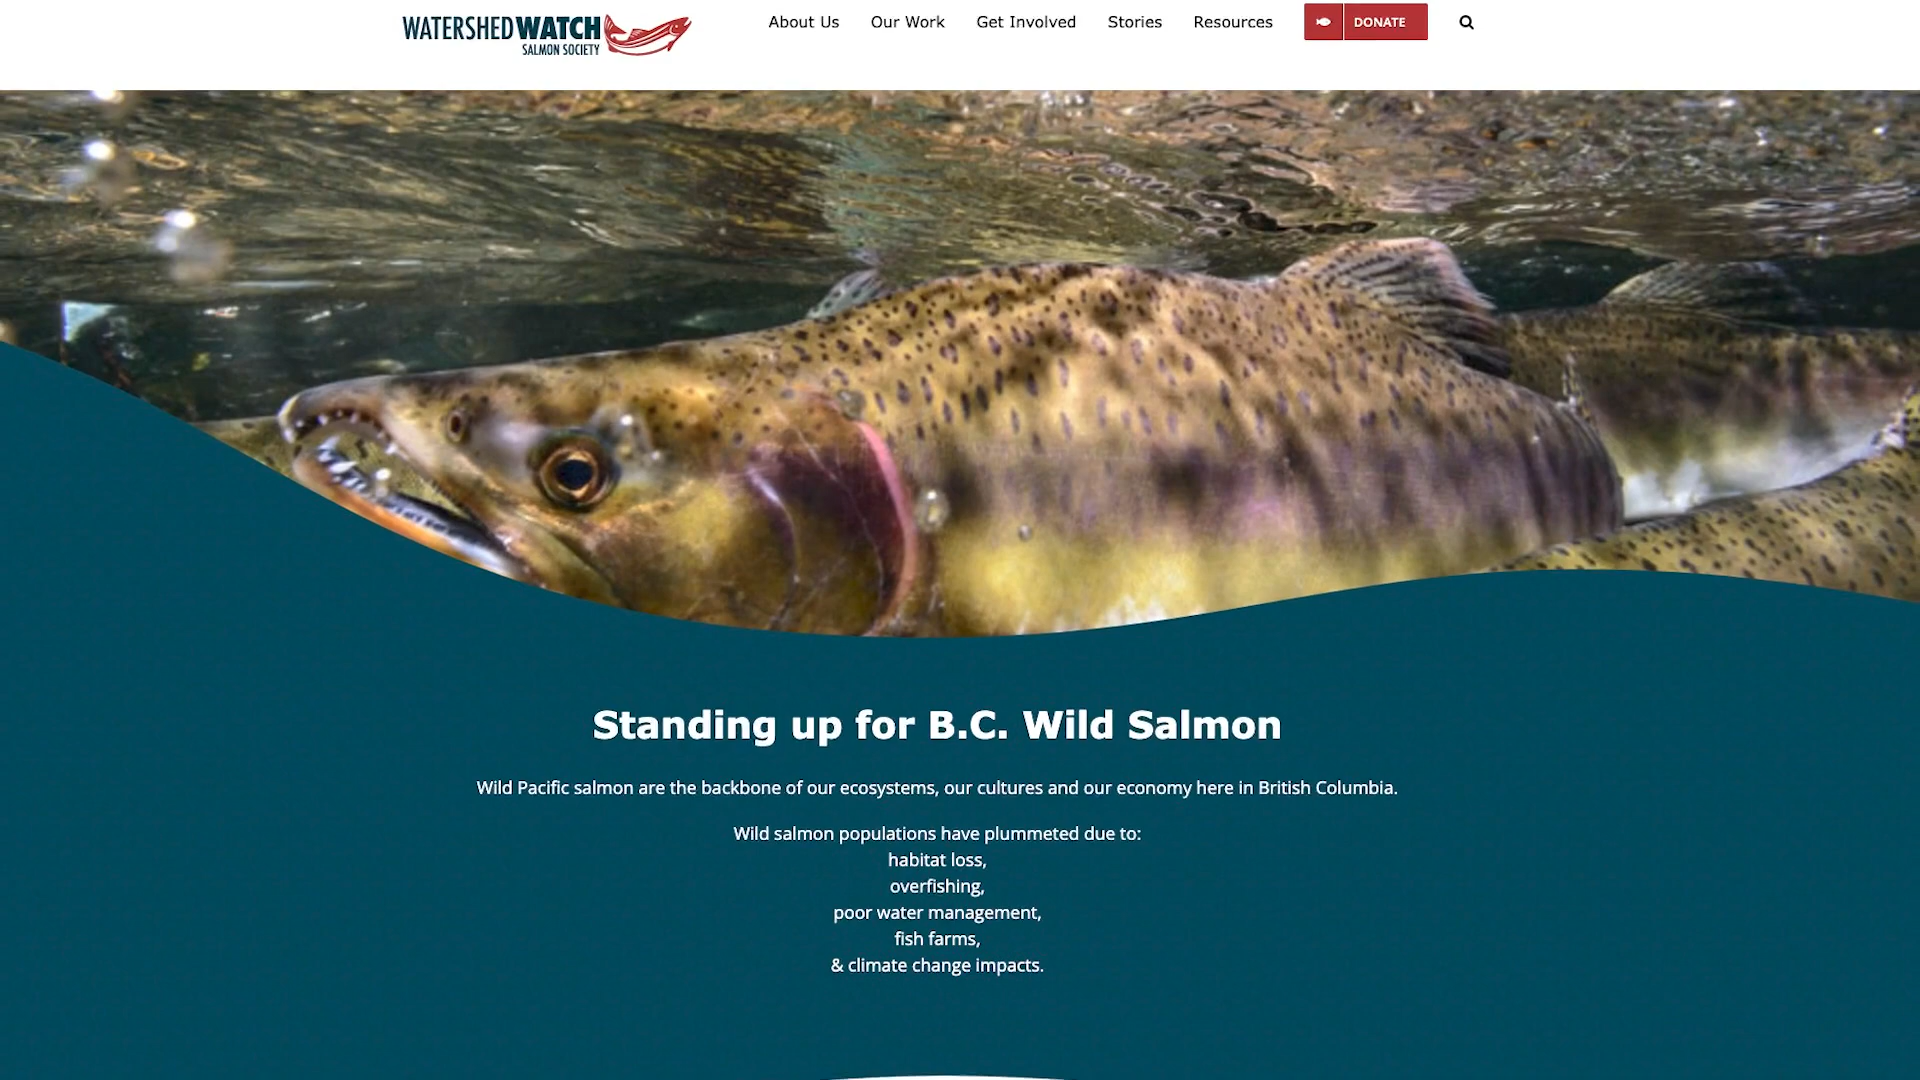 WATERSHED WATCH
SALMON SOCIETY
About Us
Our Work
Get Involved
Stories
Resources
DONATE
Standing up for B.C. Wild Salmon
Wild Pacific salmon are the backbone of our ecosystems, our cultures and our economy here in British Columbia.
Wild salmon populations have plummeted due to:
habitat loss,
overfishing,
poor water management,
fish farms,
& climate change impacts.